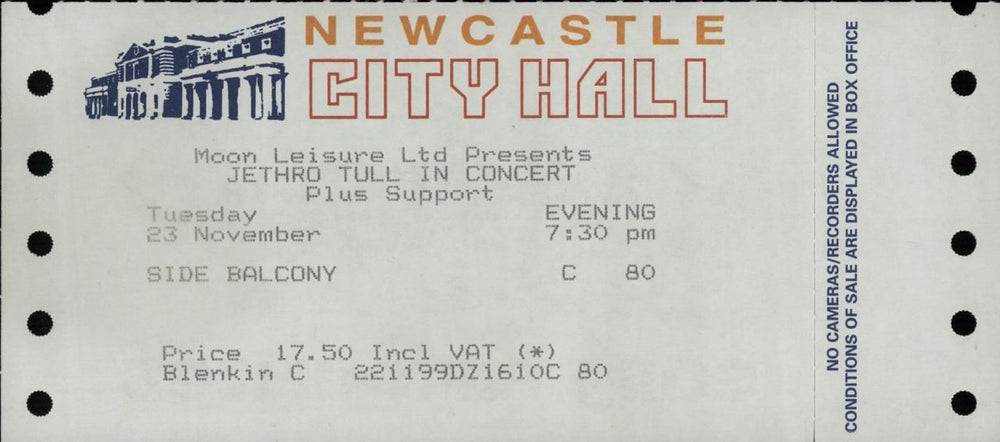 NEWCASTLE
CITY HALL
Moon Leisure Ltd Presents
JETHRO TULL IN CONCERT
Plus Support
Tuesday EVENING
23 November 7:30 pm
SIDE BALCONY C 80
Price 17.50 Incl VAT (*)
Blenkin C 221199DZ1610C 80
NO CAMERAS/RECORDERS ALLOWED
CONDITIONS OF SALE ARE DISPLAYED IN BOX OFFICE